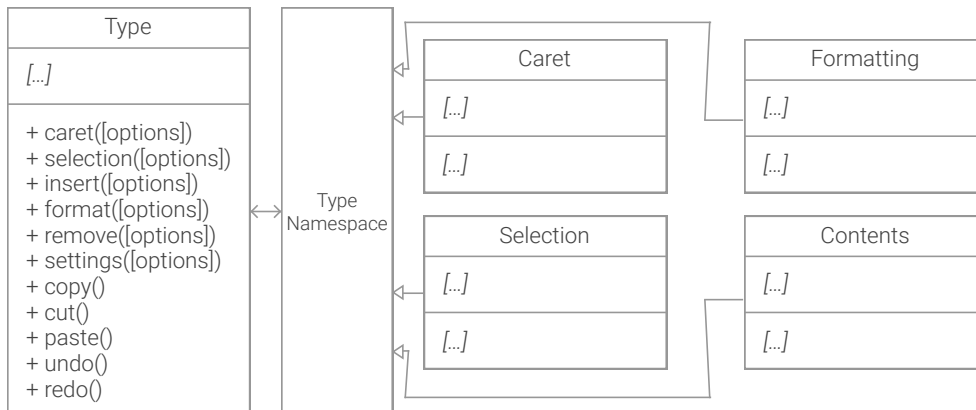 Type
[...]
+ caret([options])
+ selection([options])
+ insert([options])
+ format([options])
+ remove([options])
+ settings([options])
+ copy()
+ cut()
+ paste()
+ undo()
+ redo()
Type
Namespace
Caret
[...]
[...]
Formatting
[...]
[...]
Selection
[...]
[...]
Contents
[...]
[...]